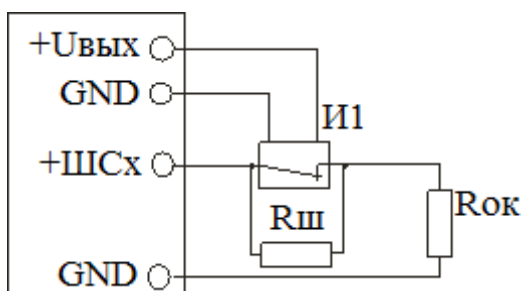 +Uвых
GND
И1
+ШСх
Rш
Rок
GND